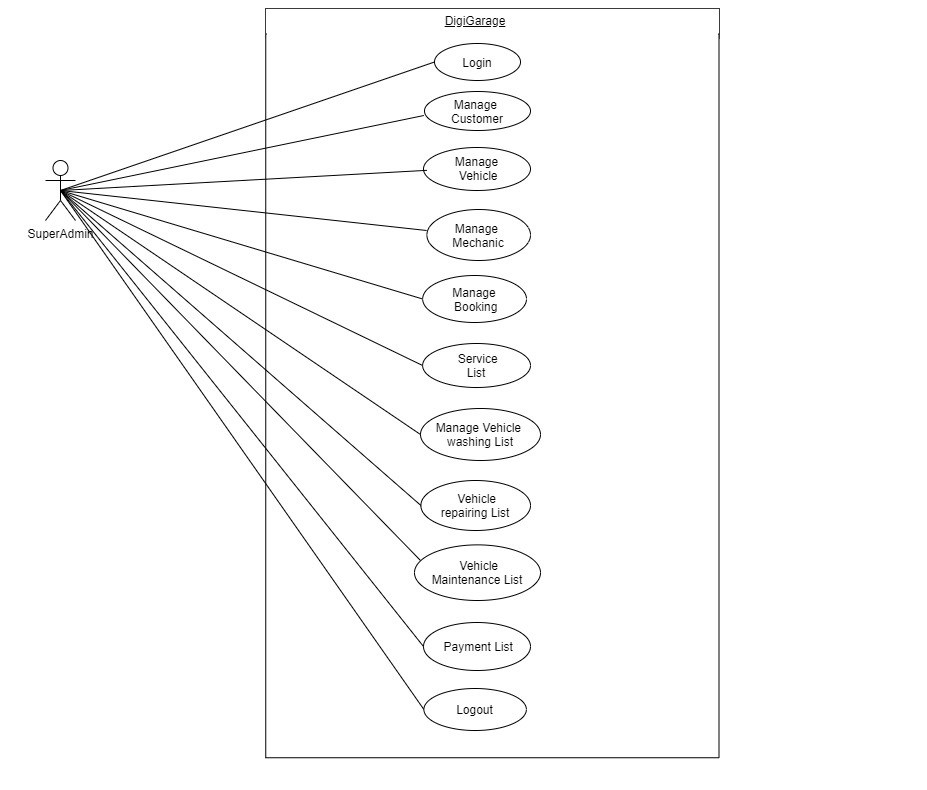 DigiGarage
Login
Manage
Customer
Manage
Vehicle
SuperAdmin
Manage
Mechanic
Manage
Booking
Service
List
Manage Vehicle
washing List
Vehicle
repairing List
Vehicle
Maintenance List
Payment List
Logout